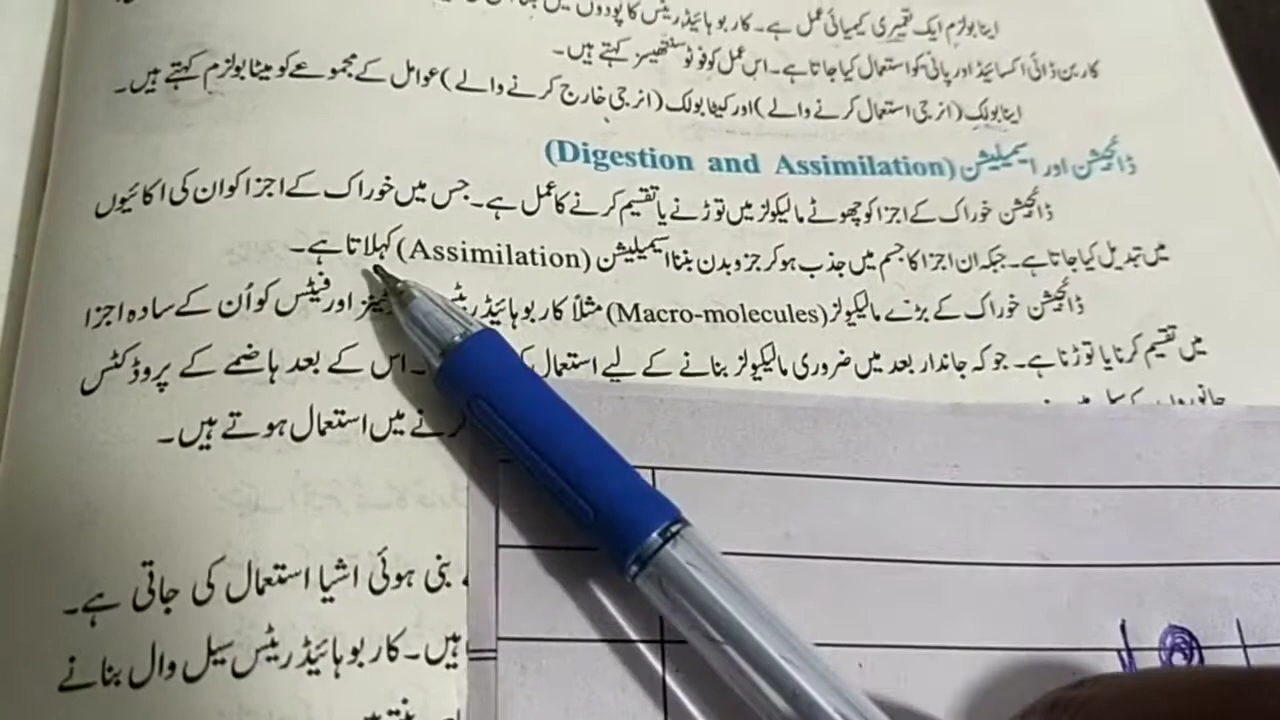 اینابولزم ایک تعمیری کیمیائی عمل ہے۔ کاربوہائیڈریٹس کا پودوں میں
کاربن ڈائی آکسائیڈ اور پانی کو استعمال کیا جاتا ہے۔ اس عمل کو فوٹو سنتھیسز کہتے ہیں۔
اینابولک (انرجی استعمال کرنے والے) اور کیٹابولک (انرجی خارج کرنے والے) عوامل کے مجموعے کو میٹابولزم کہتے ہیں۔
ڈائجیشن اور اسیمیلیشن (Digestion and Assimilation)
ڈائجیشن خوراک کے اجزا کو چھوٹے مالیکولز میں توڑنے یا تقسیم کرنے کا عمل ہے۔ جس میں خوراک کے اجزا کو ان کی اکائیوں
میں تبدیل کیا جاتا ہے۔ جبکہ ان اجزا کا جسم میں جذب ہو کر جزو بدن بننا اسیمیلیشن (Assimilation) کہلاتا ہے۔
ڈائجیشن خوراک کے بڑے مالیکولز (Macro-molecules) مثلاً کاربوہائیڈریٹس اور فیٹس کو اُن کے سادہ اجزا
میں تقسیم کرنا یا توڑنا ہے۔ جو کہ جاندار بعد میں ضروری مالیکولز بنانے کے لیے استعمال ۔ اس کے بعد ہاضمے کے پروڈکٹس
کرنے میں استعمال ہوتے ہیں۔
بنی ہوئی اشیا استعمال کی جاتی ہے۔
ہیں۔ کاربوہائیڈریٹس سیل وال بنانے